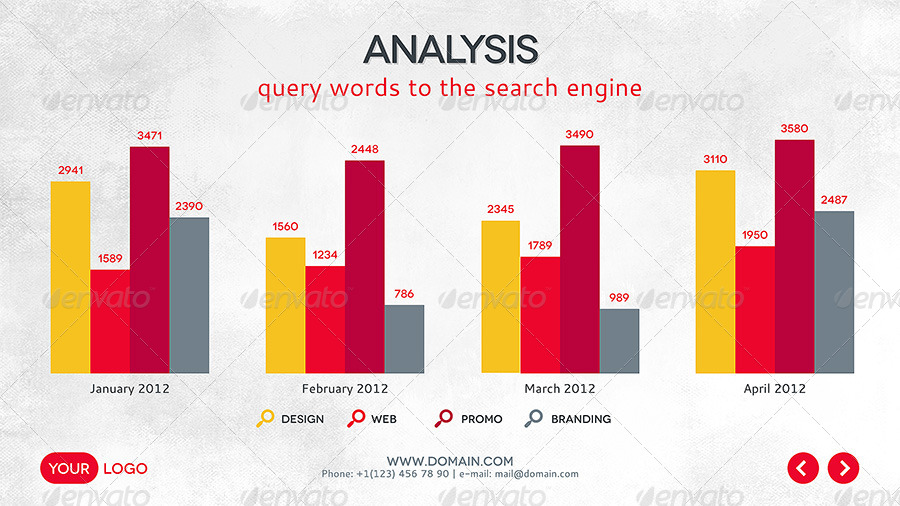 ANALYSIS
query words to the search engine
2941
1589
3471
2390
1560
1234
2448
786
2345
1789
3490
989
3110
1950
3580
2487
January 2012
February 2012
March 2012
April 2012
DESIGN
WEB
PROMO
BRANDING
YOUR LOGO
WWW.DOMAIN.COM
Phone: +1(123) 456 78 90 | e-mail: mail@domain.com
envato